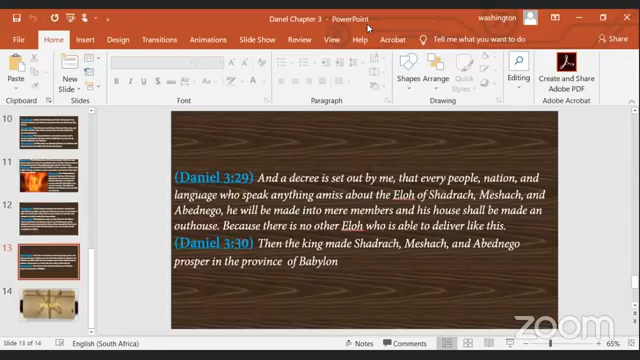 Danel Chapter 3 - PowerPoint
washington
File
Home
Insert
Draw
Design
Transitions
Animations
Slide Show
Review
View
Help
Acrobat
Tell me what you want to do
Share
Paste
New
Slides
Shapes
Arrange
Editing
Create and Share
Adobe PDF
Clipboard
Slides
Font
Paragraph
Drawing
Adobe Acrobat
10
11
12
13
14
(Daniel 3:29) And a decree is set out by me, that every people, nation, and
language who speak anything amiss about the Eloh of Shadrach, Meshach, and
Abednego, he will be made into mere members and his house shall be made an
outhouse. Because there is no other Eloh who is able to deliver like this.
(Daniel 3:30) Then the king made Shadrach, Meshach, and Abednego
prosper in the province of Babylon
zoom
Slide 13 of 14
English (South Africa)
Notes
Comments
65%